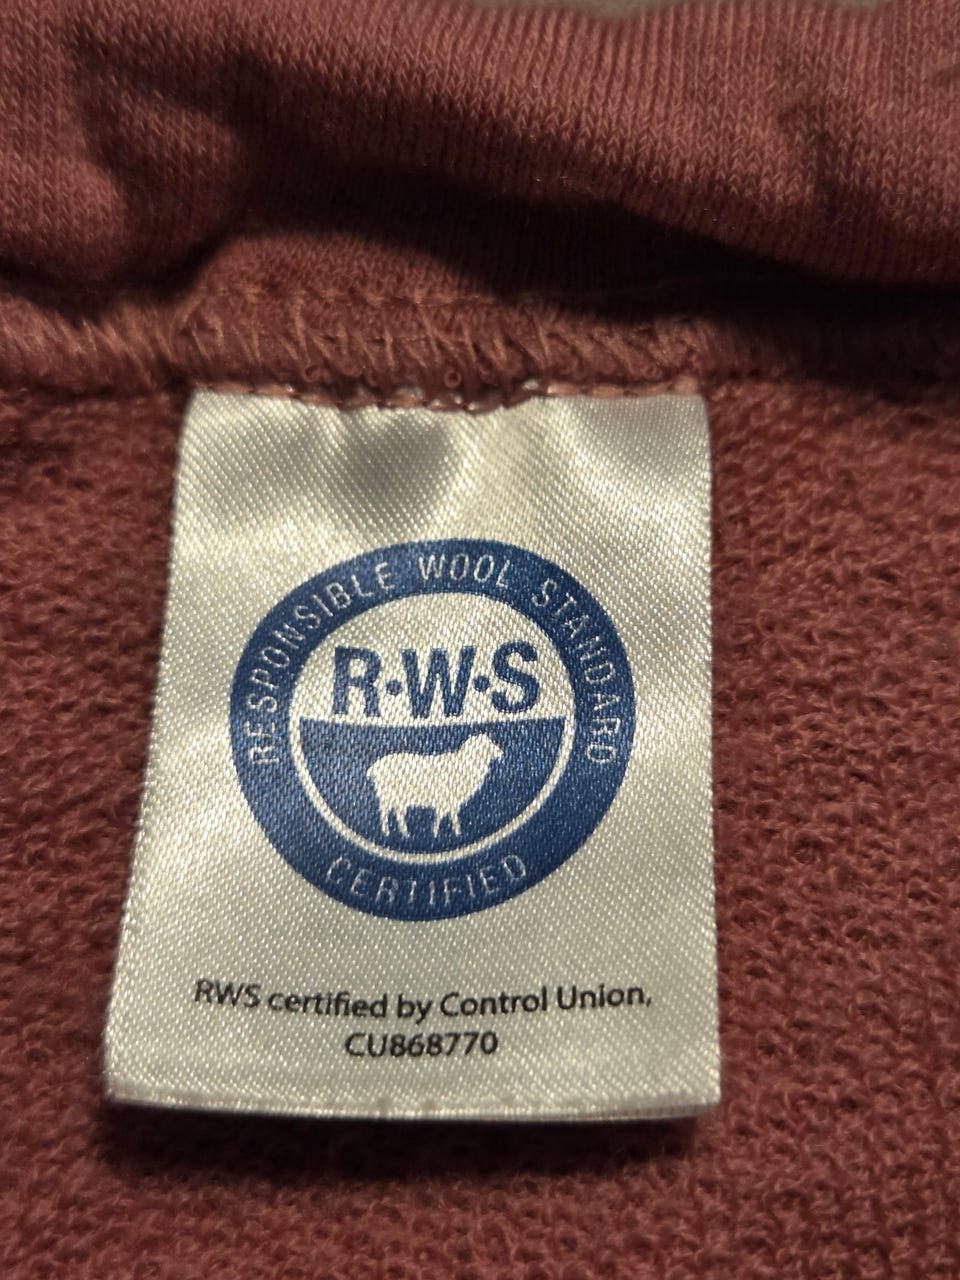 RESPONSIBLE WOOL STANDARD
R·W·S
CERTIFIED
RWS certified by Control Union,
CU868770